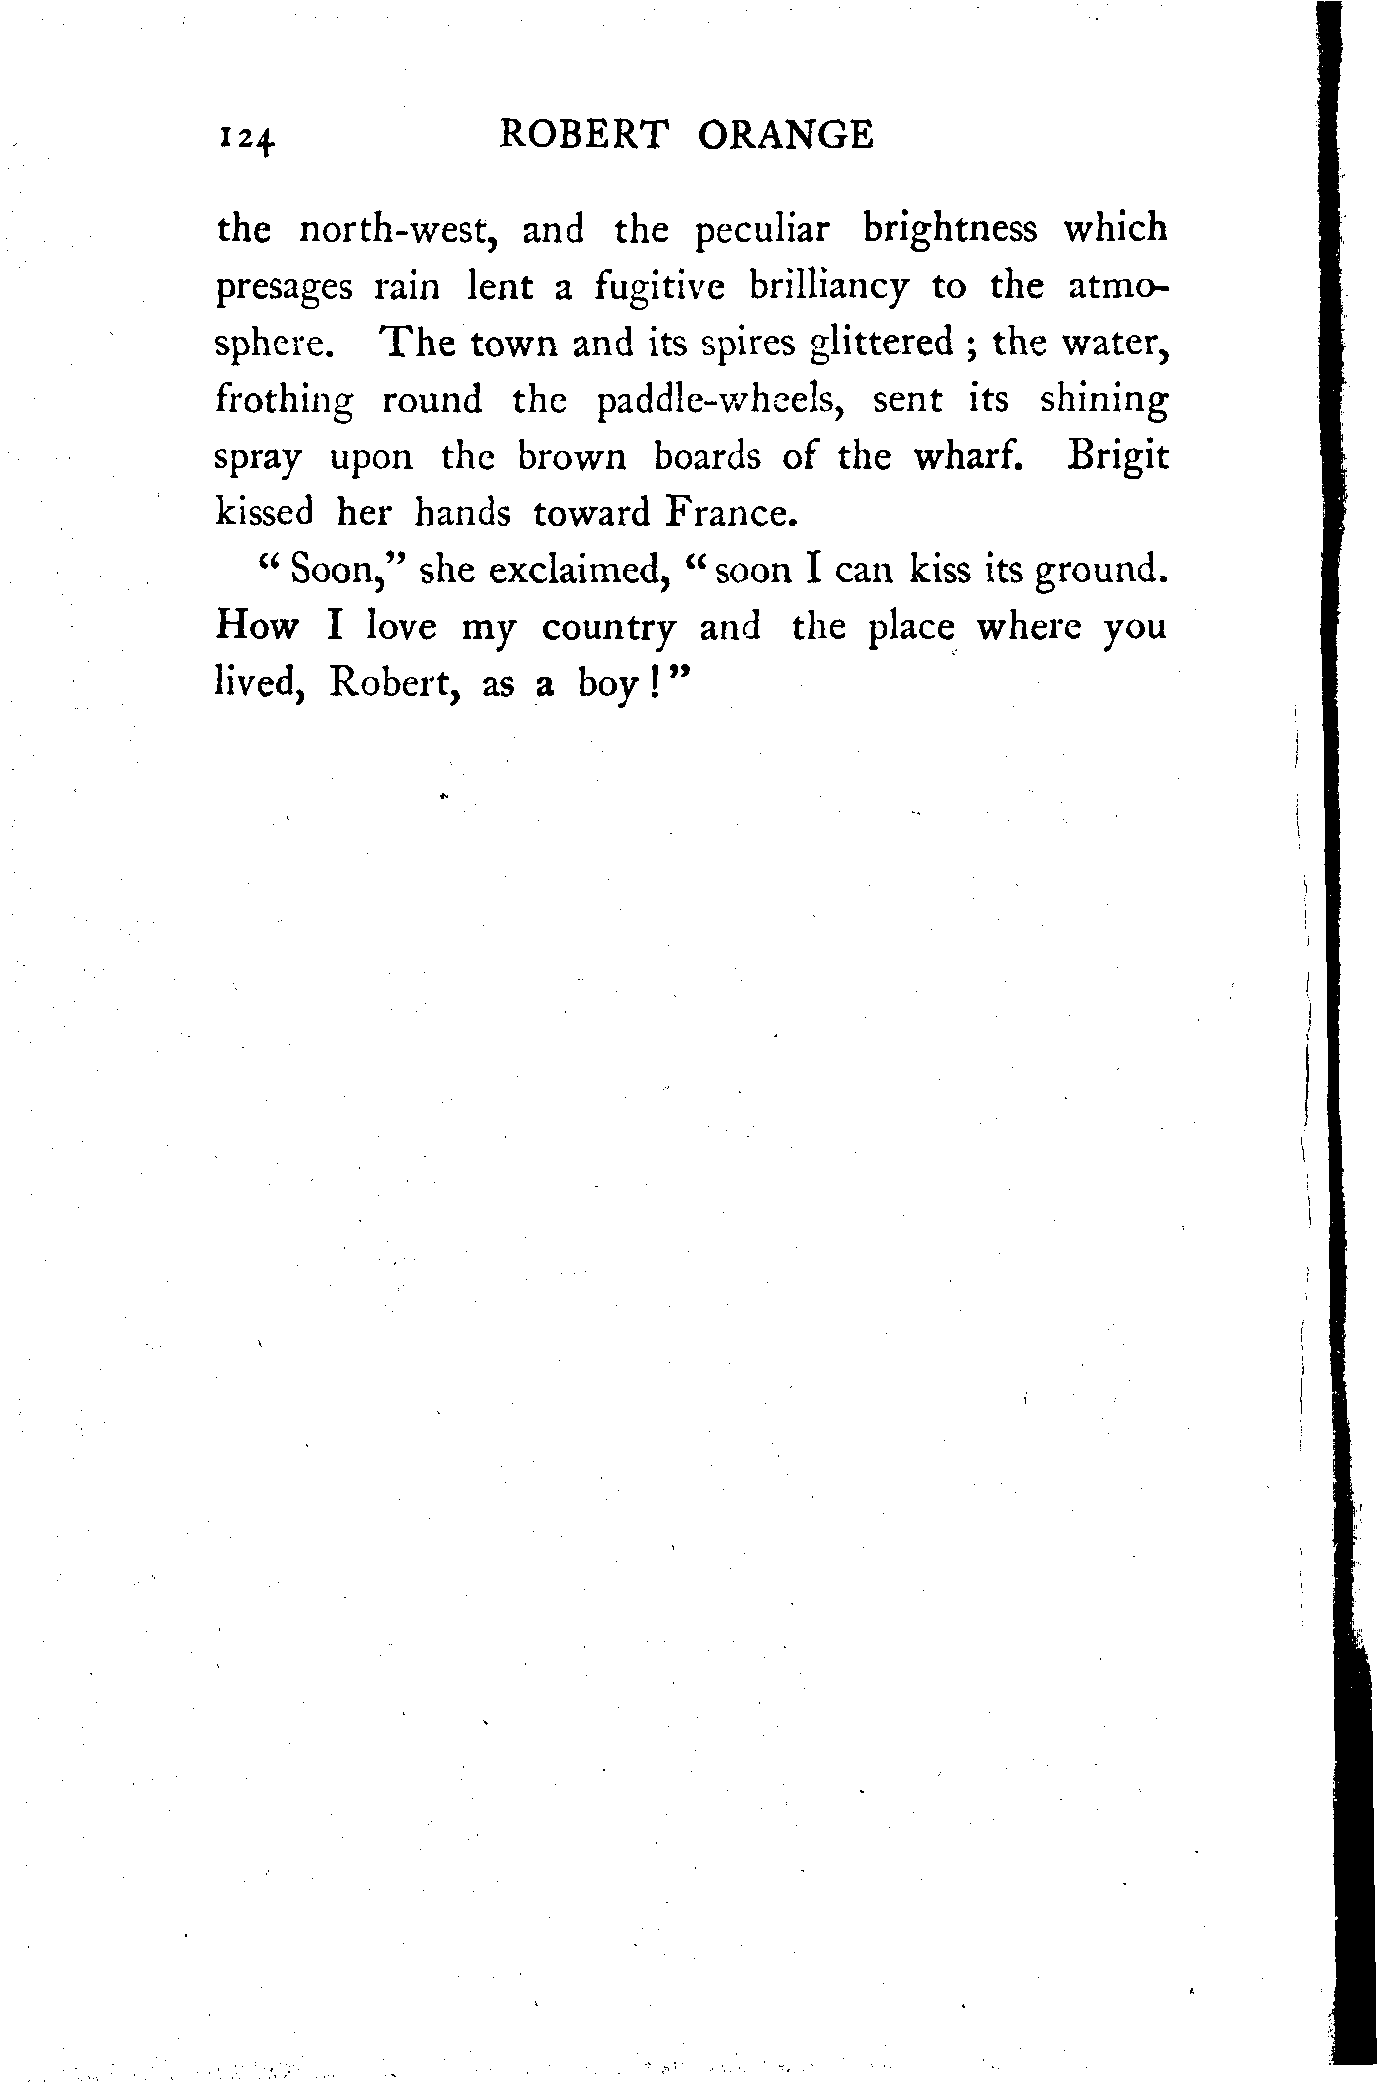 124 ROBERT ORANGE
the north-west, and the peculiar brightness which
presages rain lent a fugitive brilliancy to the atmo-
sphere. The town and its spires glittered ; the water,
frothing round the paddle-wheels, sent its shining
spray upon the brown boards of the wharf. Brigit
kissed her hands toward France.
“ Soon,” she exclaimed, “ soon I can kiss its ground.
How I love my country and the place where you
lived, Robert, as a boy ! ”